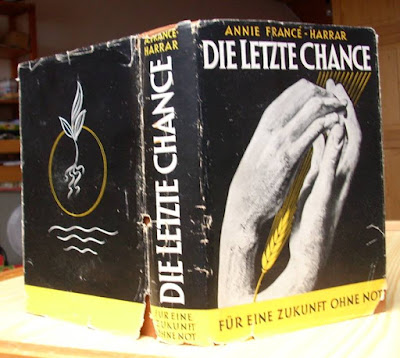 A. FRANCÉ-
HARRAR
DIE LETZTE CHANCE
FÜR EINE
ZUKUNFT
OHNE NOT
ANNIE FRANCÉ-HARRAR
DIE LETZTE CHANCE
FÜR EINE ZUKUNFT OHNE NOT